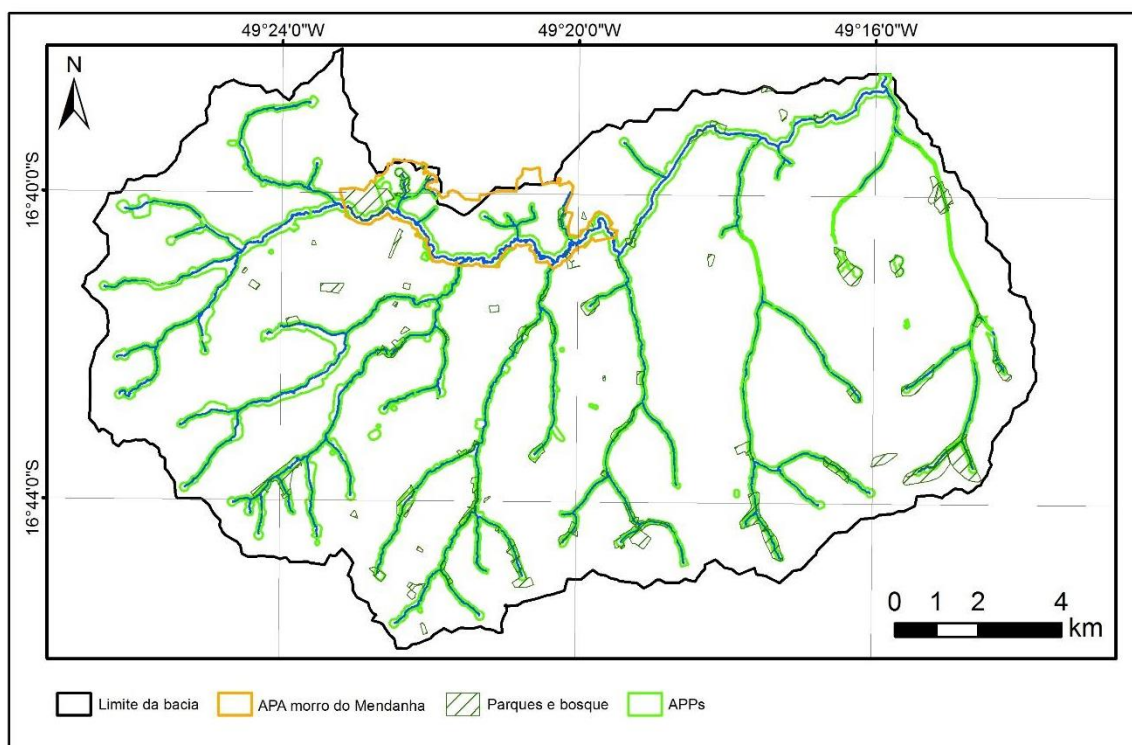 49°24'0"W 49°20'0"W 49°16'0"W
N
16°40'0"S
16°44'0"S
0 1 2 4
km
Limite da bacia APA morro do Mendanha Parques e bosque APPs